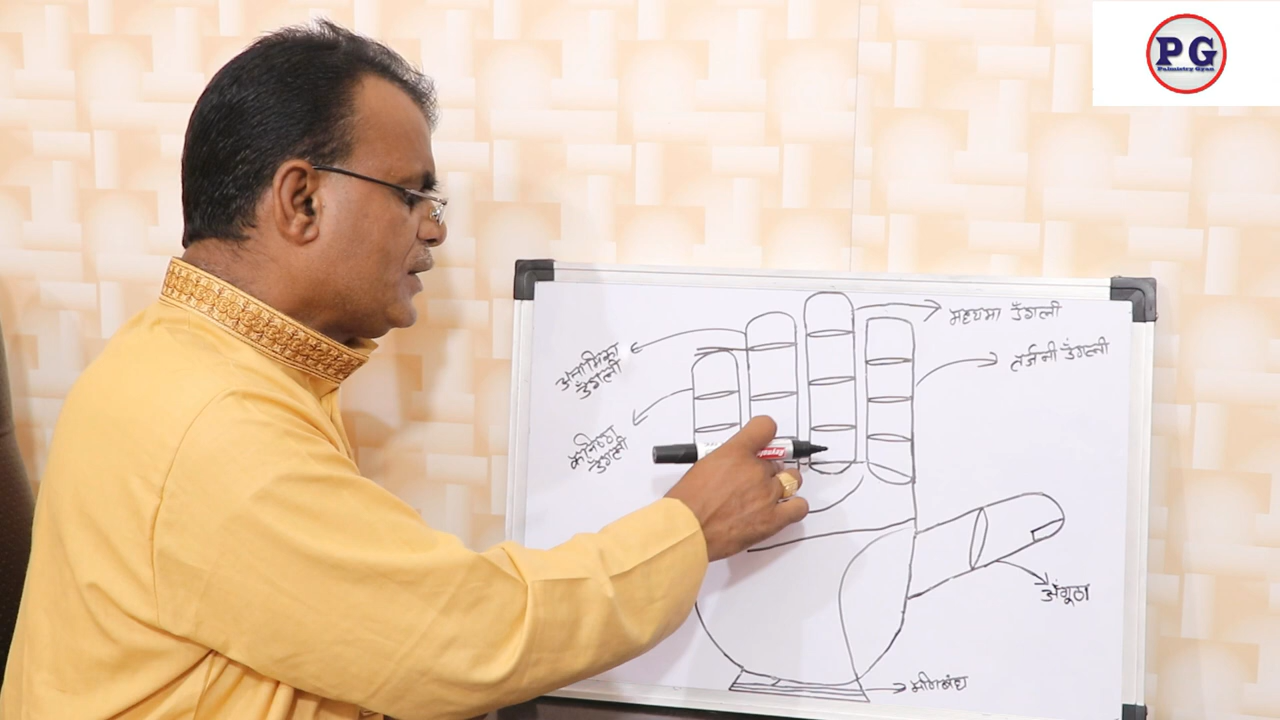 PG
Palmistry Gyan
मध्यमा उँगली
तर्जनी उँगली
अनामिका
उँगली
कनिष्ठा
उँगली
अँगूठा
मणिबंध